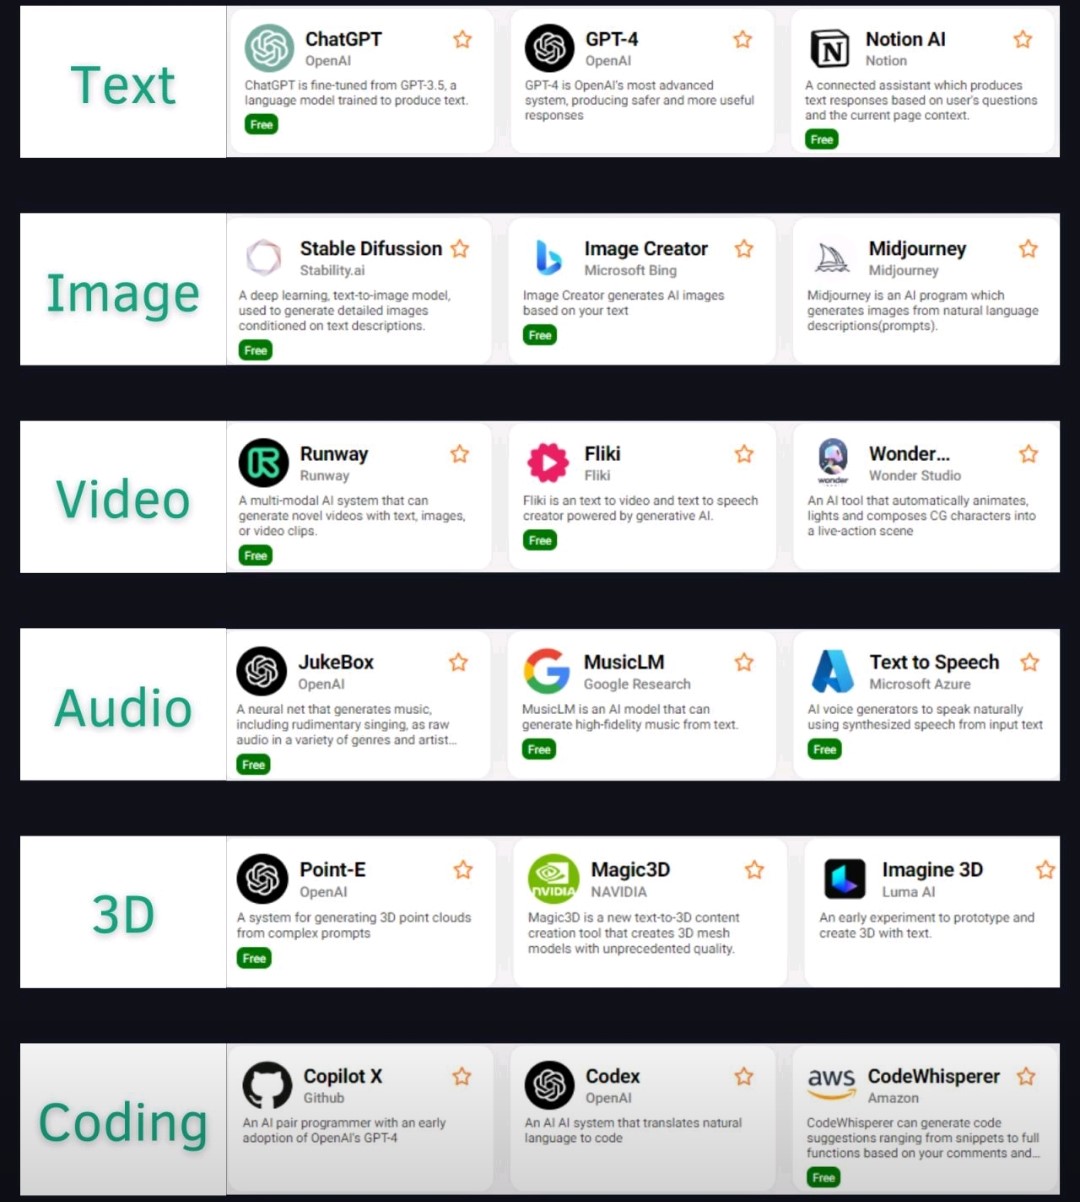 Text
ChatGPT
OpenAI
ChatGPT is fine-tuned from GPT-3.5, a
language model trained to produce text.
Free
GPT-4
OpenAI
GPT-4 is OpenAI's most advanced
system, producing safer and more useful
responses
N
Notion AI
Notion
A connected assistant which produces
text responses based on user's questions
and the current page context.
Free
Image
Stable Difussion
Stability.ai
A deep learning, text-to-image model,
used to generate detailed images
conditioned on text descriptions.
Free
Image Creator
Microsoft Bing
Image Creator generates AI images
based on your text
Free
Midjourney
Midjourney
Midjourney is an AI program which
generates images from natural language
descriptions(prompts).
Video
R
Runway
Runway
A multi-modal AI system that can
generate novel videos with text, images,
or video clips.
Free
Fliki
Fliki
Fliki is an text to video and text to speech
creator powered by generative AI.
Free
wonder
Wonder...
Wonder Studio
An AI tool that automatically animates,
lights and composes CG characters into
a live-action scene
Audio
JukeBox
OpenAI
A neural net that generates music,
including rudimentary singing, as raw
audio in a variety of genres and artist...
Free
G
MusicLM
Google Research
MusicLM is an AI model that can
generate high-fidelity music from text.
Free
Text to Speech
Microsoft Azure
AI voice generators to speak naturally
using synthesized speech from input text
Free
3D
Point-E
OpenAI
A system for generating 3D point clouds
from complex prompts
Free
NVIDIA
Magic3D
NAVIDIA
Magic3D is a new text-to-3D content
creation tool that creates 3D mesh
models with unprecedented quality.
Imagine 3D
Luma AI
An early experiment to prototype and
create 3D with text.
Coding
Copilot X
Github
An AI pair programmer with an early
adoption of OpenAI's GPT-4
Codex
OpenAI
An AI AI system that translates natural
language to code
aws
CodeWhisperer
Amazon
CodeWhisperer can generate code
suggestions ranging from snippets to full
functions based on your comments and...
Free